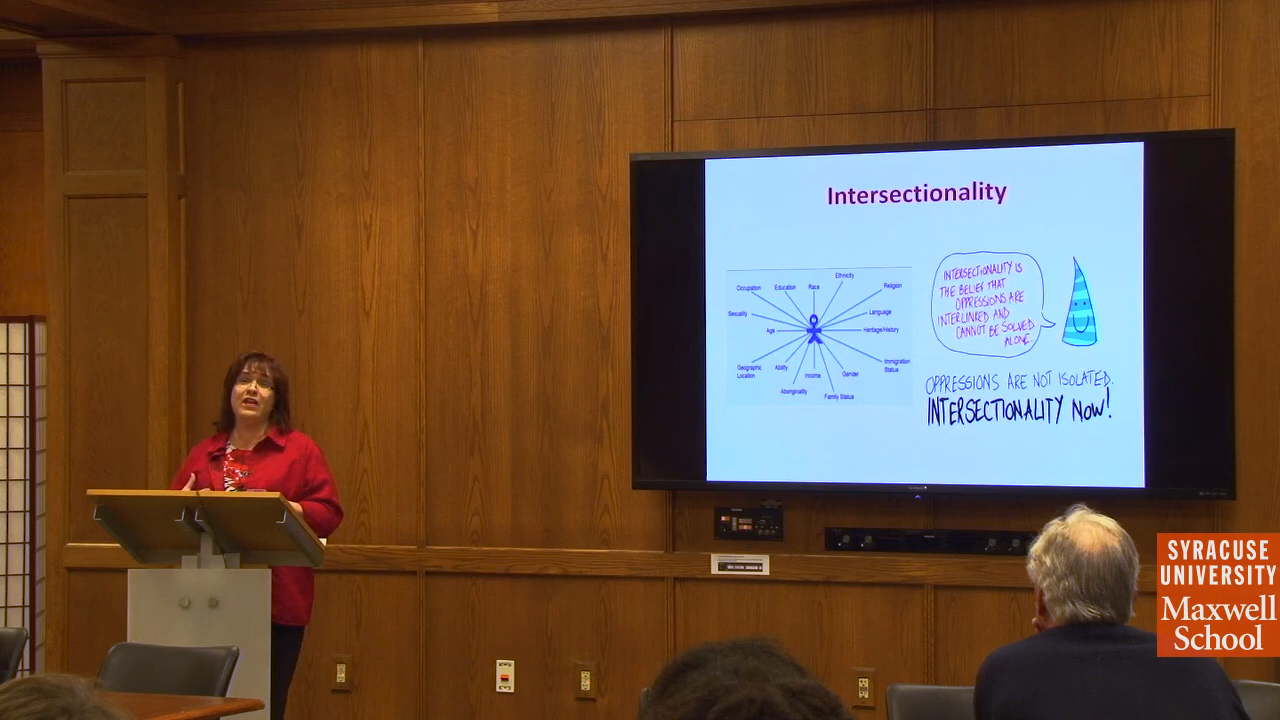 Intersectionality
Ethnicity
Occupation
Education
Race
Religion
Sexuality
Language
Age
Heritage/History
Geographic
Location
Ability
Income
Gender
Immigration
Status
Aboriginality
Family Status
INTERSECTIONALITY IS
THE BELIEF THAT
OPPRESSIONS ARE
INTERLINKED AND
CANNOT BE SOLVED
ALONE.
OPPRESSIONS ARE NOT ISOLATED.
INTERSECTIONALITY NOW!
SYRACUSE
UNIVERSITY
Maxwell
School